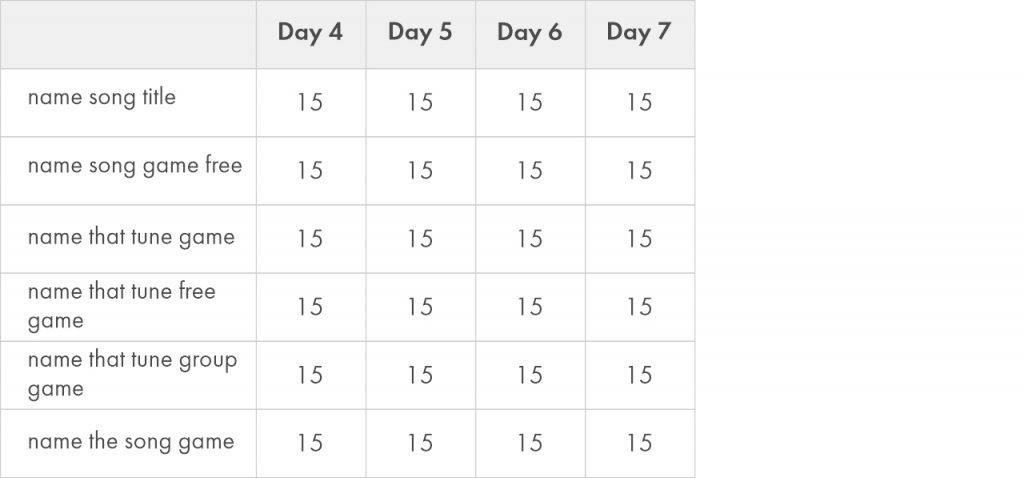 Day 4 Day 5 Day 6 Day 7
name song title 15 15 15 15
name song game free 15 15 15 15
name that tune game 15 15 15 15
name that tune free
game 15 15 15 15
name that tune group
game 15 15 15 15
name the song game 15 15 15 15